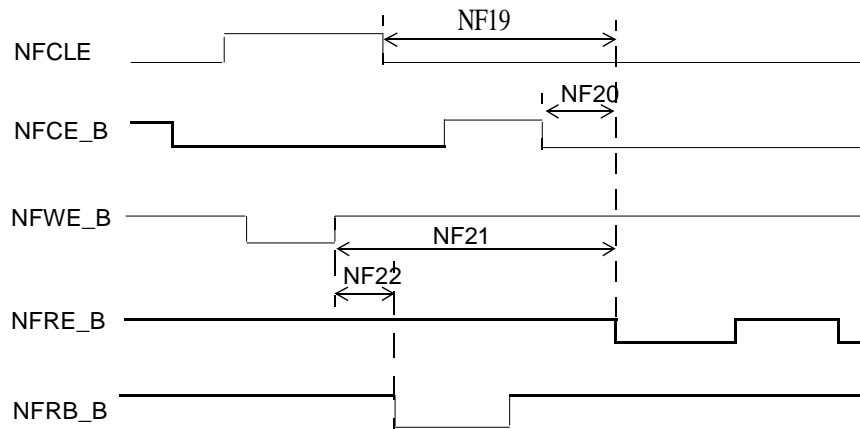 NF19
NFCLE
NF20
NFCE_B
NFWE_B
NF21
NF22
NFRE_B
NFRB_B